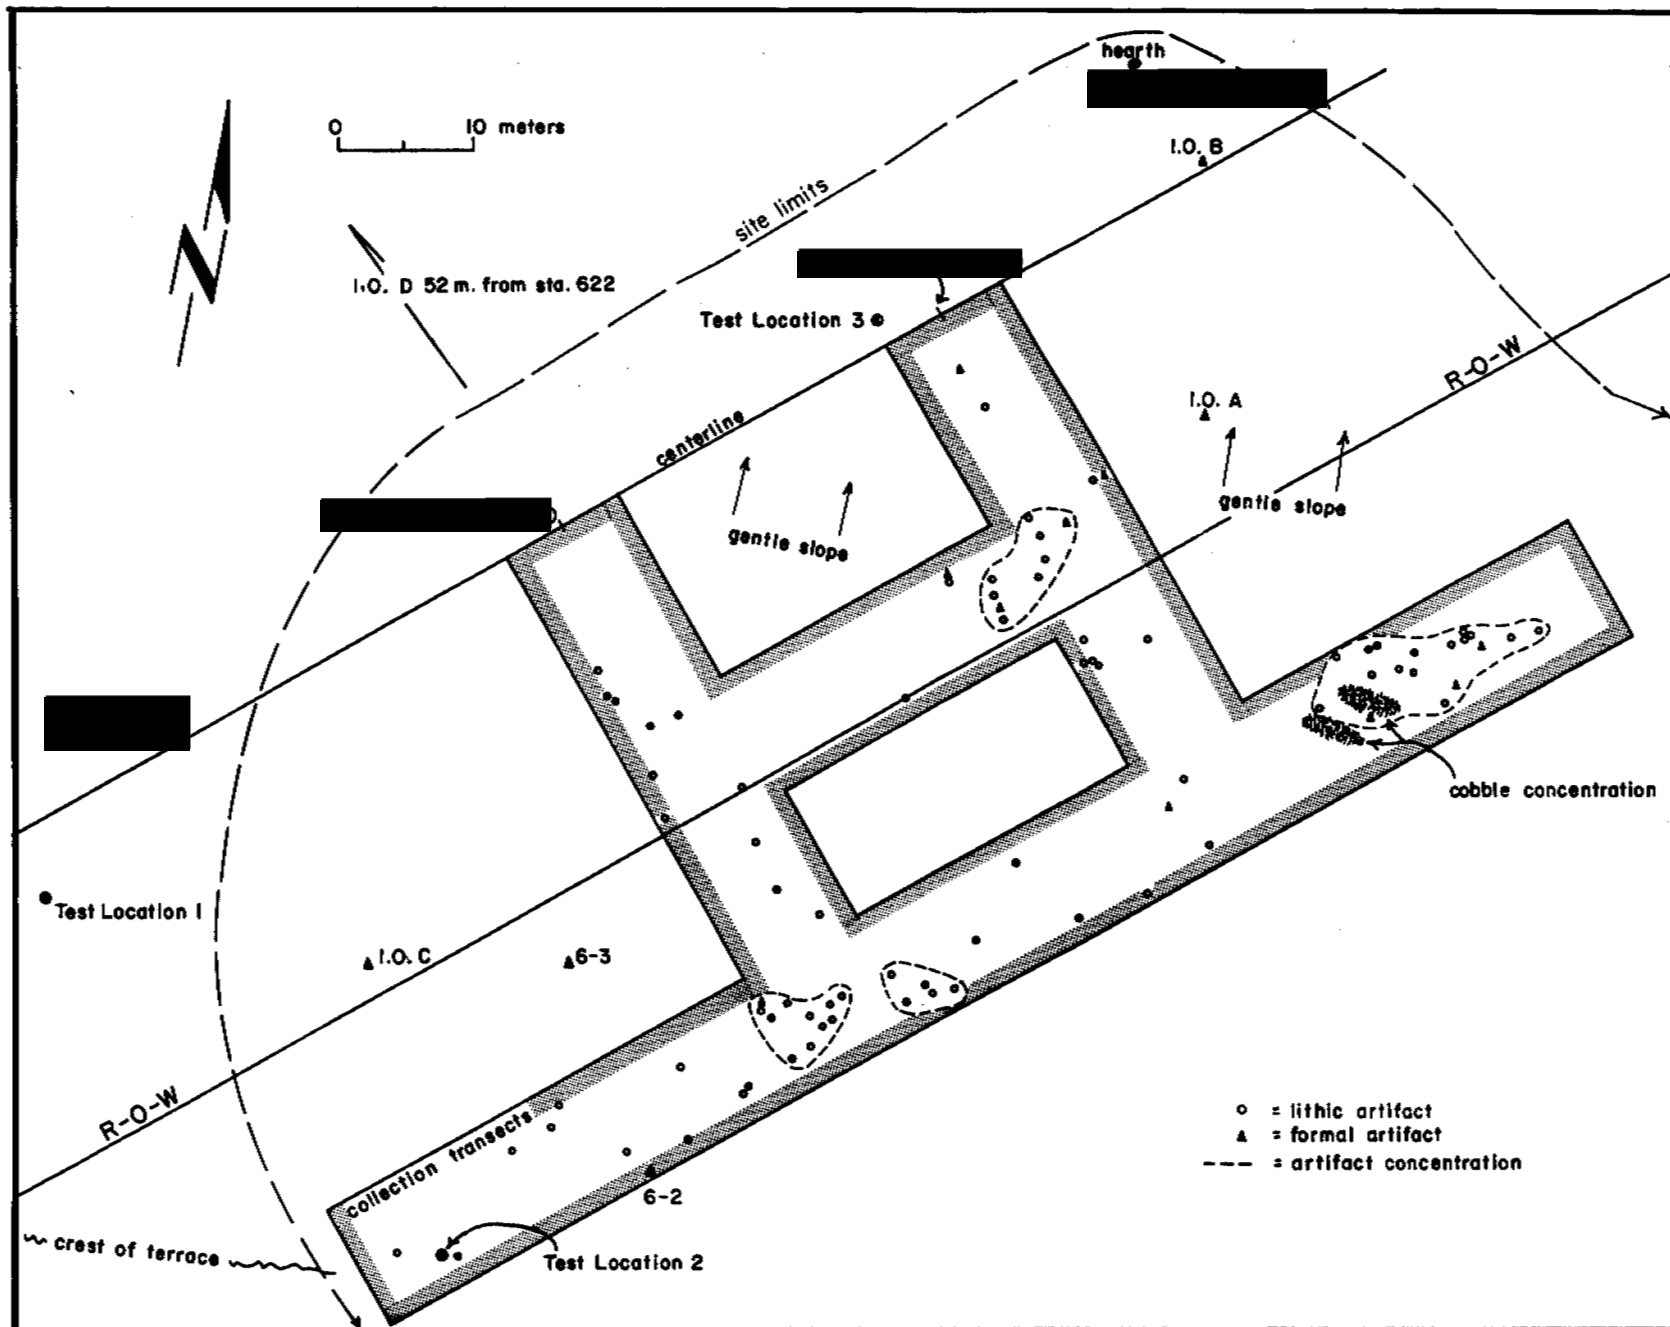 hearth
I.O. B
0 10 meters
site limits
I.O. D 52 m. from sta. 622
Test Location 3
R-O-W
I.O. A
centerline
gentle slope
gentle slope
cobble concentration
Test Location 1
I.O. C
6-3
R-O-W
collection transects
6-2
crest of terrace
Test Location 2
o = lithic artifact
▲ = formal artifact
--- = artifact concentration
N